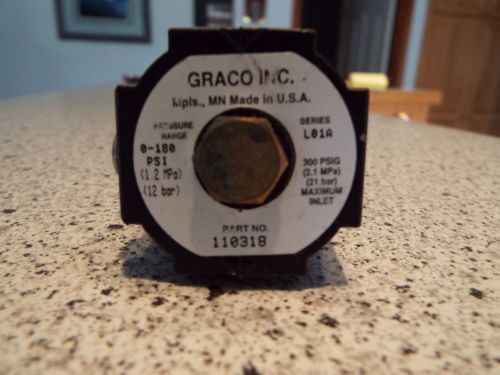 GRACO INC.
Mpls., MN Made in U.S.A.
PRESSURE
RANGE
0-180
PSI
(1.2 MPa)
(12 bar)
SERIES
L01A
300 PSIG
(2.1 MPa)
(21 bar)
MAXIMUM
INLET
PART NO.
110318